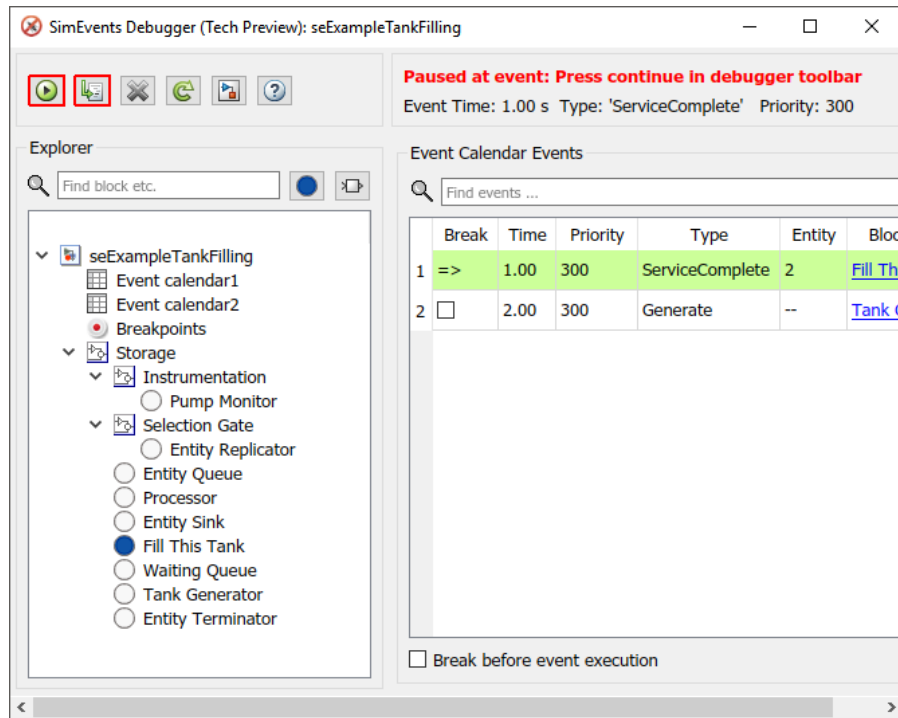 SimEvents Debugger (Tech Preview): seExampleTankFilling
Paused at event: Press continue in debugger toolbar
Event Time: 1.00 s Type: 'ServiceComplete' Priority: 300
Explorer
Find block etc.
seExampleTankFilling
Event calendar1
Event calendar2
Breakpoints
Storage
Instrumentation
Pump Monitor
Selection Gate
Entity Replicator
Entity Queue
Processor
Entity Sink
Fill This Tank
Waiting Queue
Tank Generator
Entity Terminator
Event Calendar Events
Find events ...
Break Time Priority Type Entity
1 => 1.00 300 ServiceComplete 2 Fill
2 2.00 300 Generate -- Tank
Break before event execution